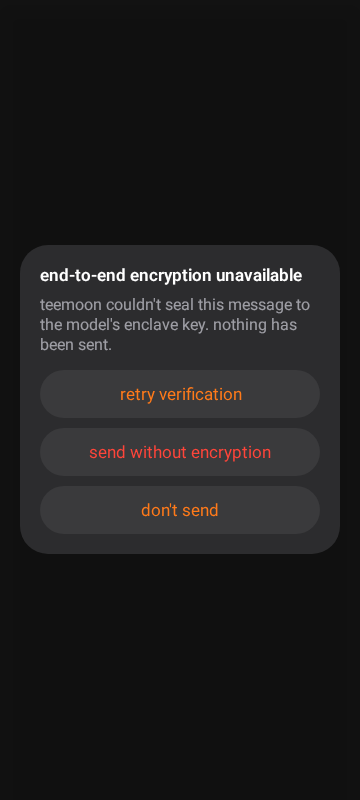 end-to-end encryption unavailable
teemoon couldn't seal this message to
the model's enclave key. nothing has
been sent.
retry verification
send without encryption
don't send